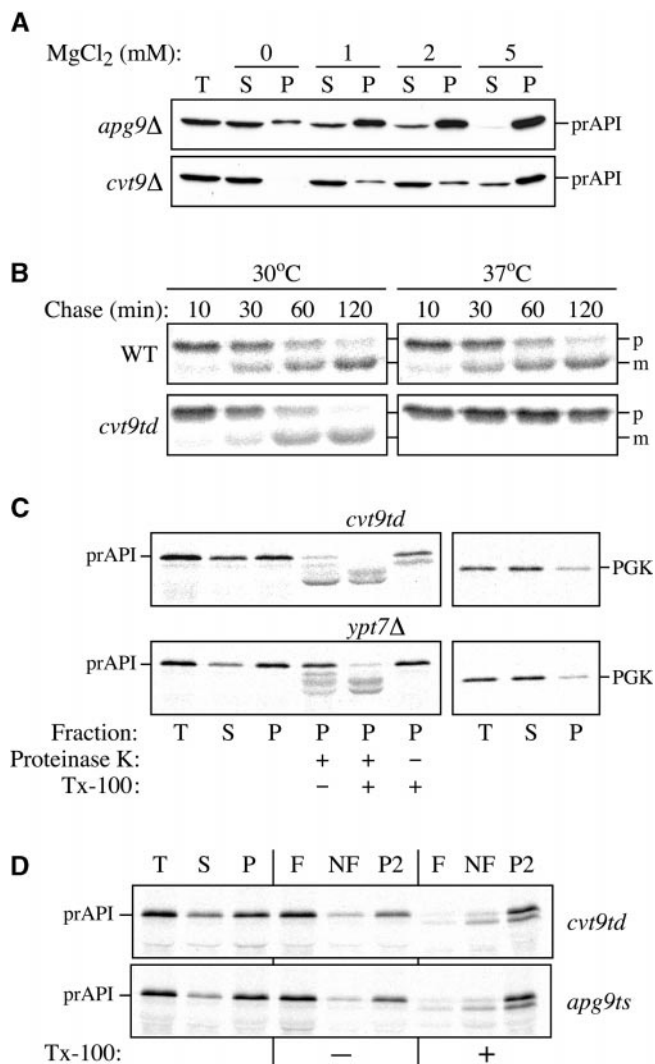 A
MgCl2 (mM): 0 1 2 5
T S P S P S P S P
apg9Δ prAPI
cvt9Δ prAPI
B
30°C 37°C
Chase (min): 10 30 60 120 10 30 60 120
WT p
m
cvt9td p
m
C
cvt9td
prAPI PGK
ypt7Δ
prAPI PGK
Fraction: T S P P P P T S P
Proteinase K: + + −
Tx-100: − + +
D
T S P F NF P2 F NF P2
prAPI cvt9td
prAPI apg9ts
Tx-100: − +